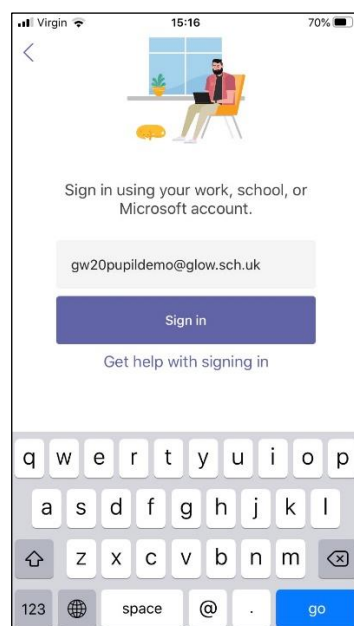 Virgin 15:16 70%
Sign in using your work, school, or
Microsoft account.
gw20pupildemo@glow.sch.uk
Sign in
Get help with signing in
q w e r t y u i o p
a s d f g h j k l
z x c v b n m
123 space @ . go